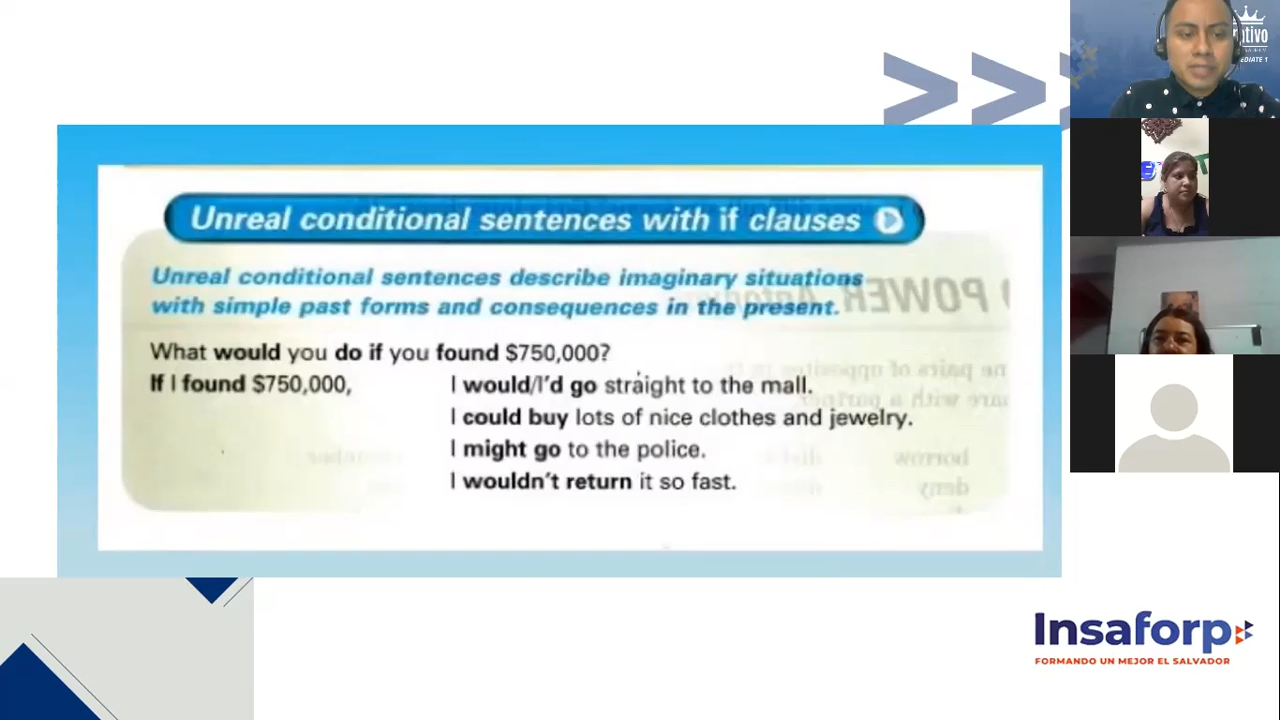 Unreal conditional sentences with if clauses
Unreal conditional sentences describe imaginary situations
with simple past forms and consequences in the present.
What would you do if you found $750,000?
If I found $750,000, I would/I'd go straight to the mall.
I could buy lots of nice clothes and jewelry.
I might go to the police.
I wouldn't return it so fast.
POWER
borrow
deny
Insaforp
FORMANDO UN MEJOR EL SALVADOR